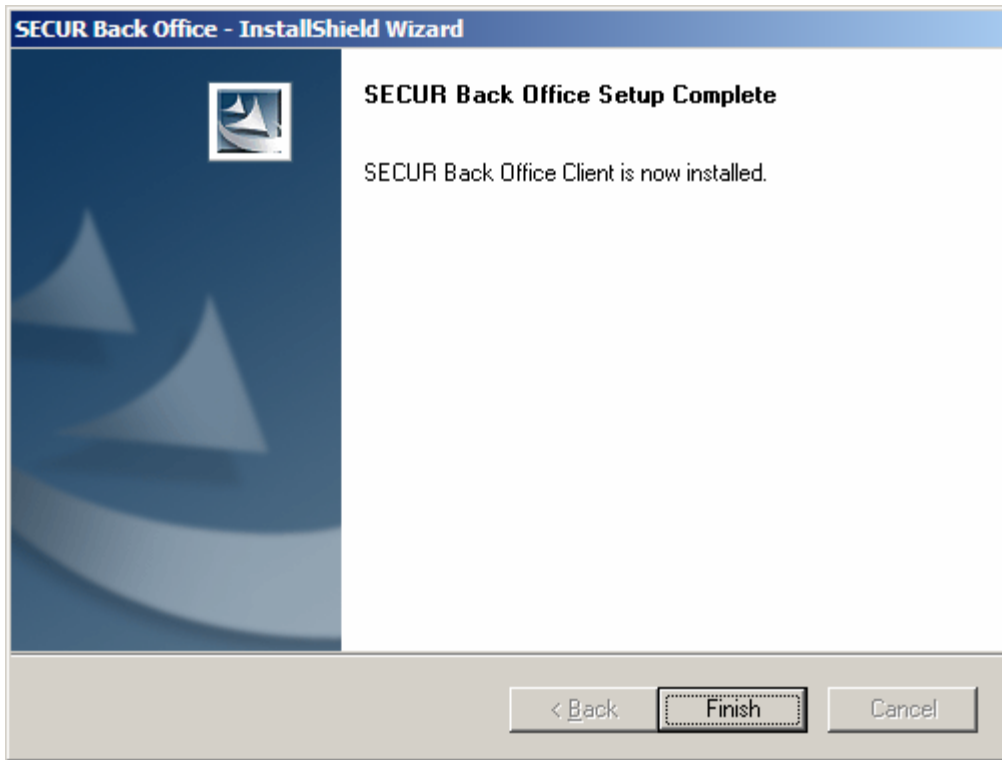 SECUR Back Office - InstallShield Wizard
SECUR Back Office Setup Complete
SECUR Back Office Client is now installed.
< Back
Finish
Cancel